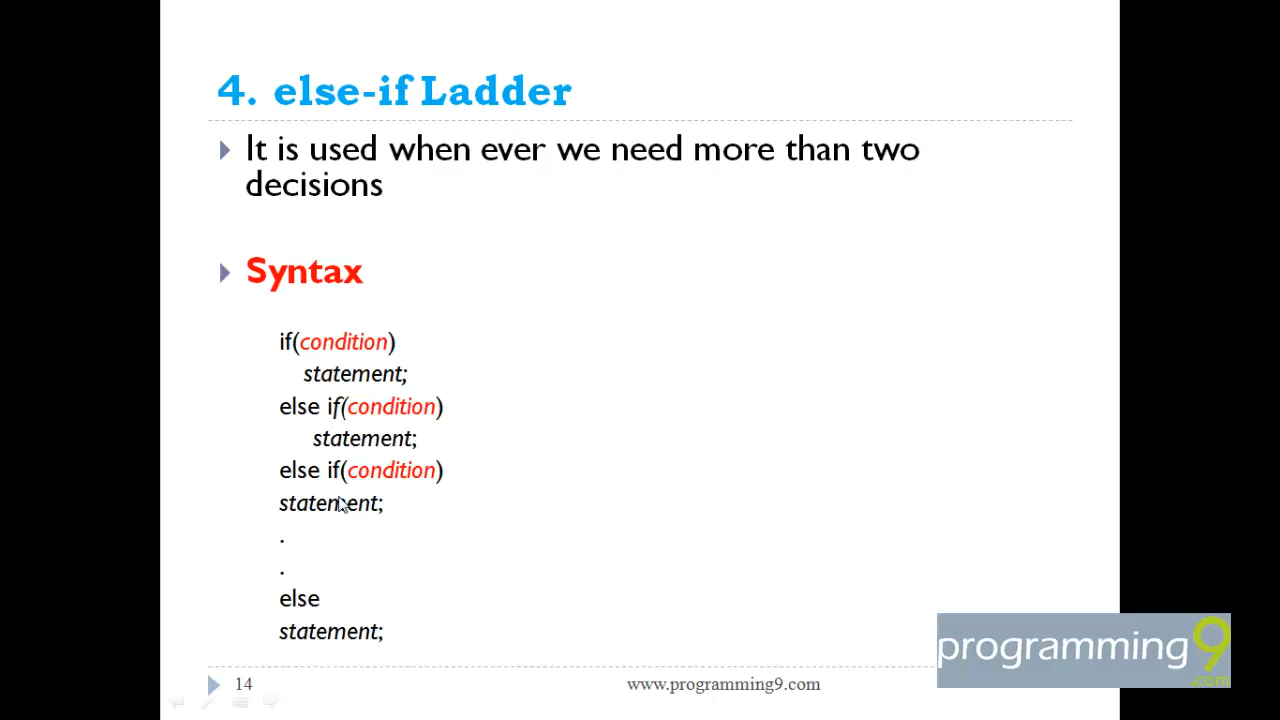 4. else-if Ladder
It is used when ever we need more than two
decisions
Syntax
if(condition)
statement;
else if(condition)
statement;
else if(condition)
statement;
.
.
else
statement;
14
www.programming9.com
programming9
.com